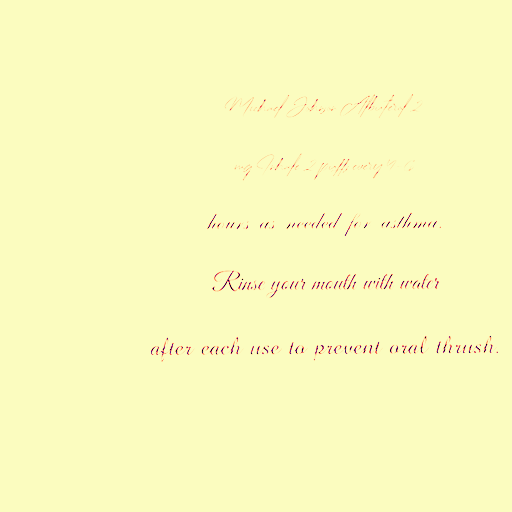 Michael Johnson Albuterol 2
mg Inhale 2 puffs every 4-6
hours as needed for asthma.
Rinse your mouth with water
after each use to prevent oral thrush.